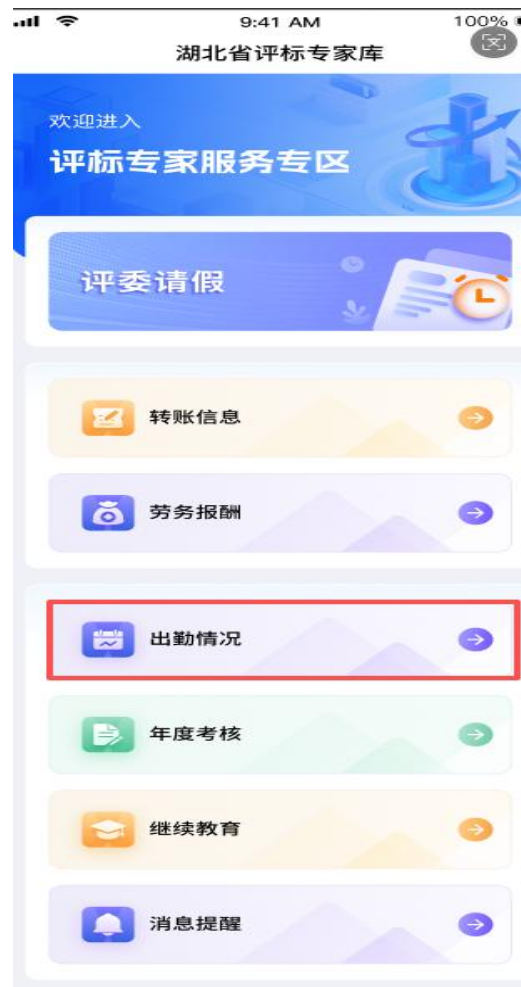 9:41 AM
100%
湖北省评标专家库
欢迎进入
评标专家服务专区
评委请假
转账信息
劳务报酬
出勤情况
年度考核
继续教育
消息提醒